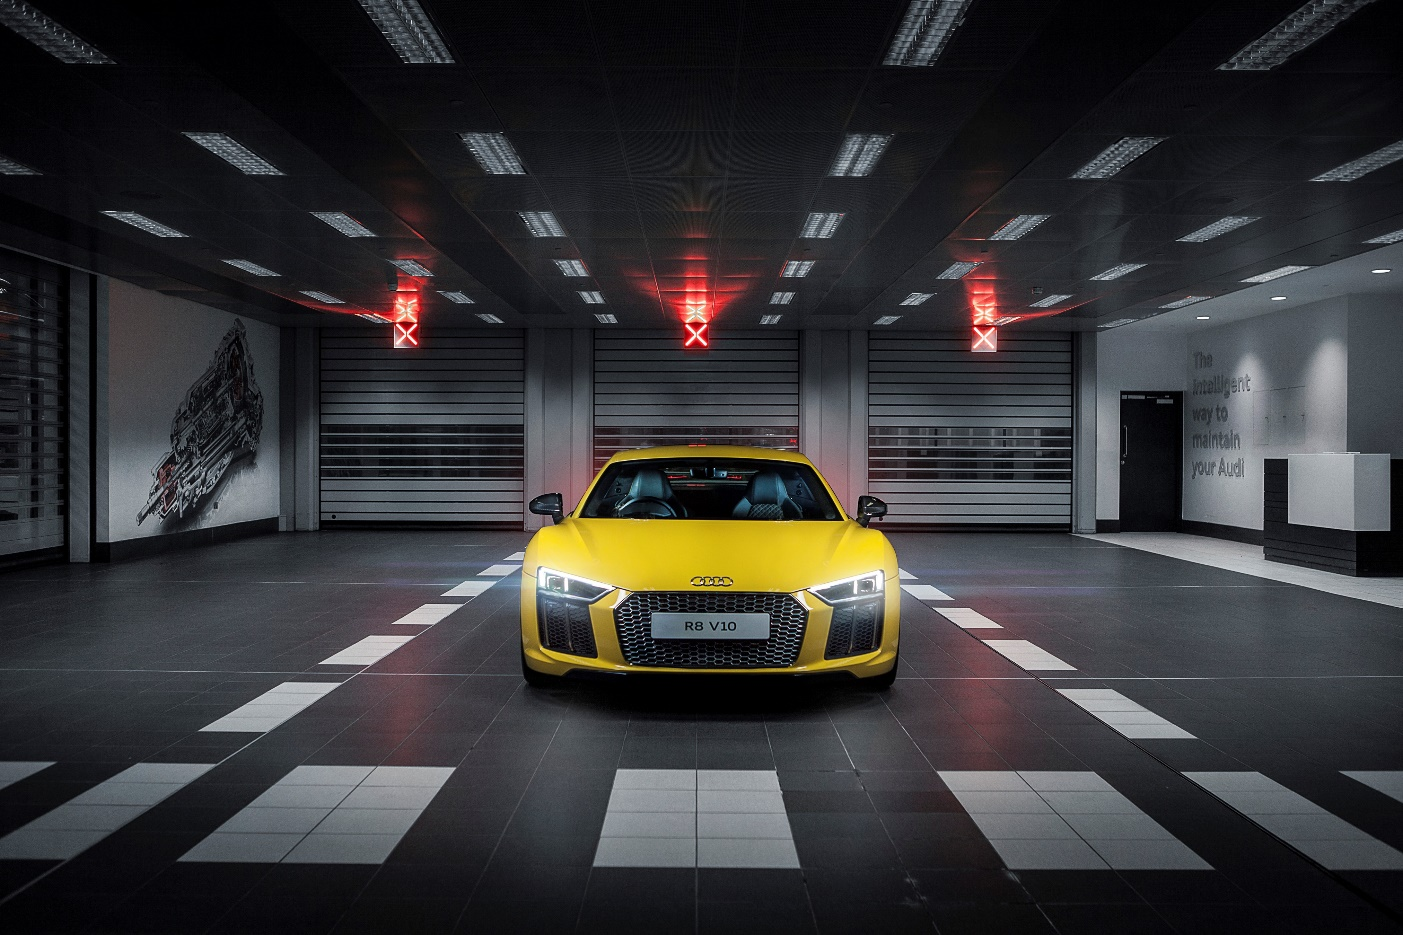 The
intelligent
way to
maintain
your Audi
R8 V10